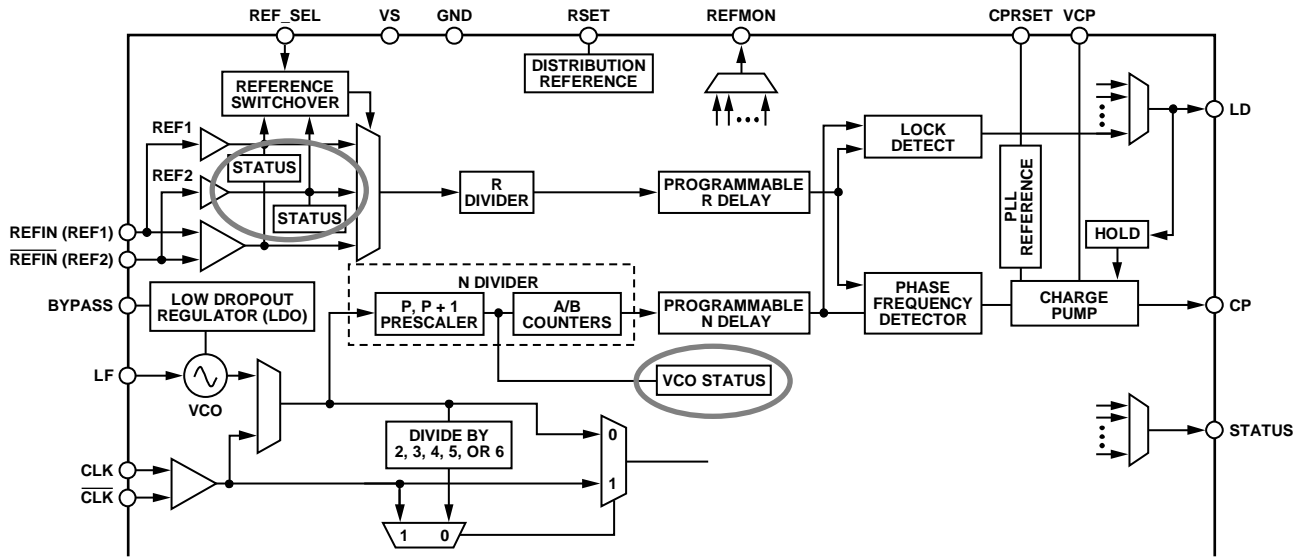 REF_SEL
VS
GND
RSET
REFMON
CPRSET
VCP
DISTRIBUTION
REFERENCE
REFERENCE
SWITCHOVER
REF1
STATUS
REF2
STATUS
REFIN (REF1)
REFIN (REF2)
R
DIVIDER
PROGRAMMABLE
R DELAY
LOCK
DETECT
LD
PLL
REFERENCE
HOLD
N DIVIDER
P, P + 1
PRESCALER
A/B
COUNTERS
PROGRAMMABLE
N DELAY
PHASE
FREQUENCY
DETECTOR
CHARGE
PUMP
CP
BYPASS
LOW DROPOUT
REGULATOR (LDO)
LF
VCO
VCO STATUS
DIVIDE BY
2, 3, 4, 5, OR 6
0
1
STATUS
CLK
CLK
1 0